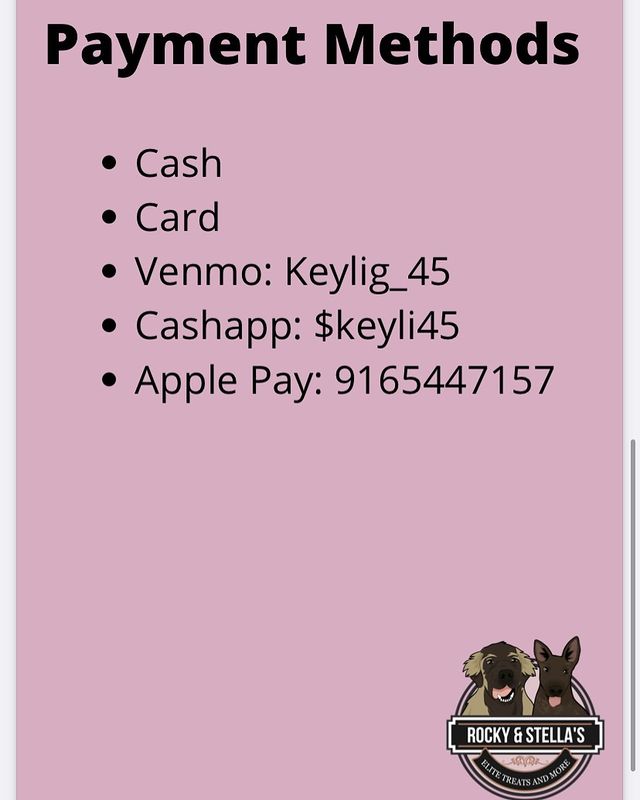 Payment Methods
• Cash
• Card
• Venmo: Keylig_45
• Cashapp: $keyli45
• Apple Pay: 9165447157
ROCKY & STELLA'S
ELITE TREATS AND MORE